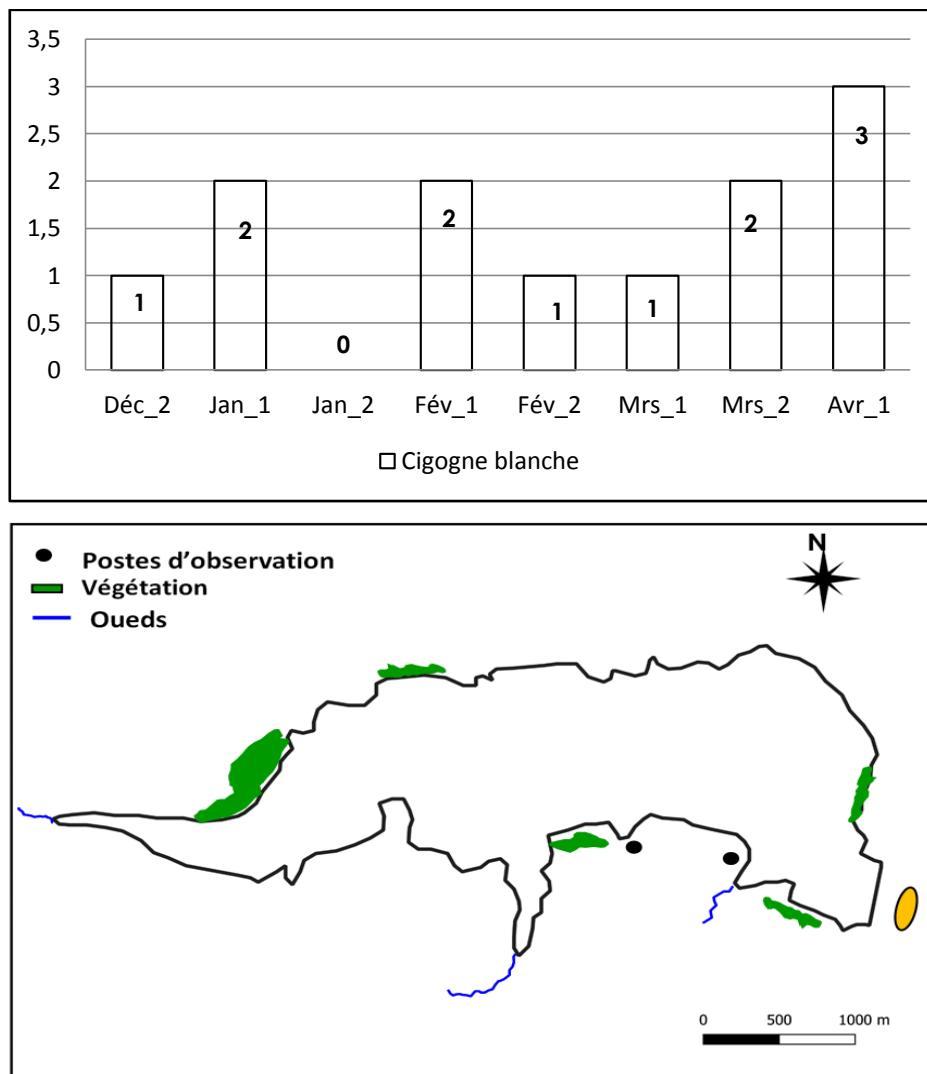 3,5
3
2,5
2
1,5
1
0,5
0
1
2
0
2
1
1
2
3
Déc_2 Jan_1 Jan_2 Fév_1 Fév_2 Mrs_1 Mrs_2 Avr_1
Cigogne blanche
Postes d'observation
Végétation
Oueds
N
0 500 1000 m